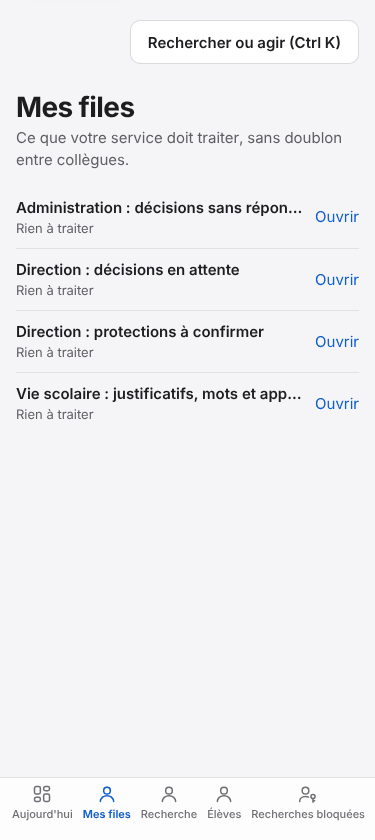 Rechercher ou agir (Ctrl K)
Mes files
Ce que votre service doit traiter, sans doublon
entre collègues.
Administration : décisions sans répon...
Rien à traiter
Ouvrir
Direction : décisions en attente
Rien à traiter
Ouvrir
Direction : protections à confirmer
Rien à traiter
Ouvrir
Vie scolaire : justificatifs, mots et app...
Rien à traiter
Ouvrir
Aujourd'hui
Mes files
Recherche
Élèves
Recherches bloquées